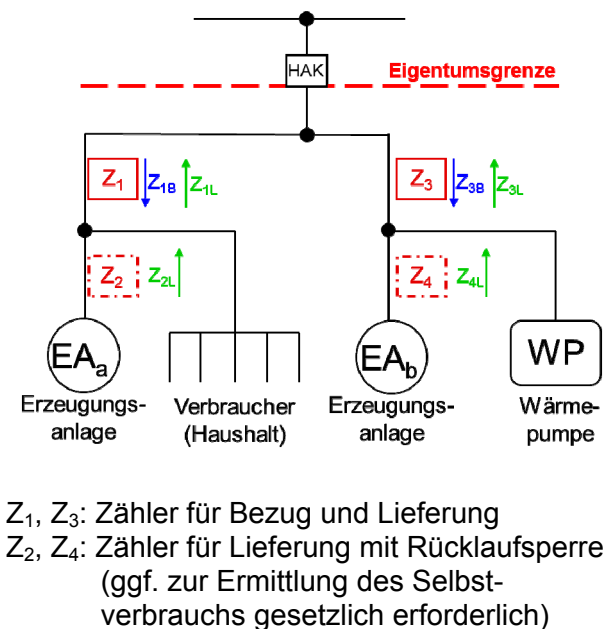 HAK
Eigentumsgrenze
Z1 Z1B Z1L Z3 Z3B Z3L
Z2 Z2L Z4 Z4L
EAa EAb WP
Erzeugungs- Verbraucher Erzeugungs- Wärme-
anlage (Haushalt) anlage pumpe
Z1, Z3: Zähler für Bezug und Lieferung
Z2, Z4: Zähler für Lieferung mit Rücklaufsperre
(ggf. zur Ermittlung des Selbst-
verbrauchs gesetzlich erforderlich)